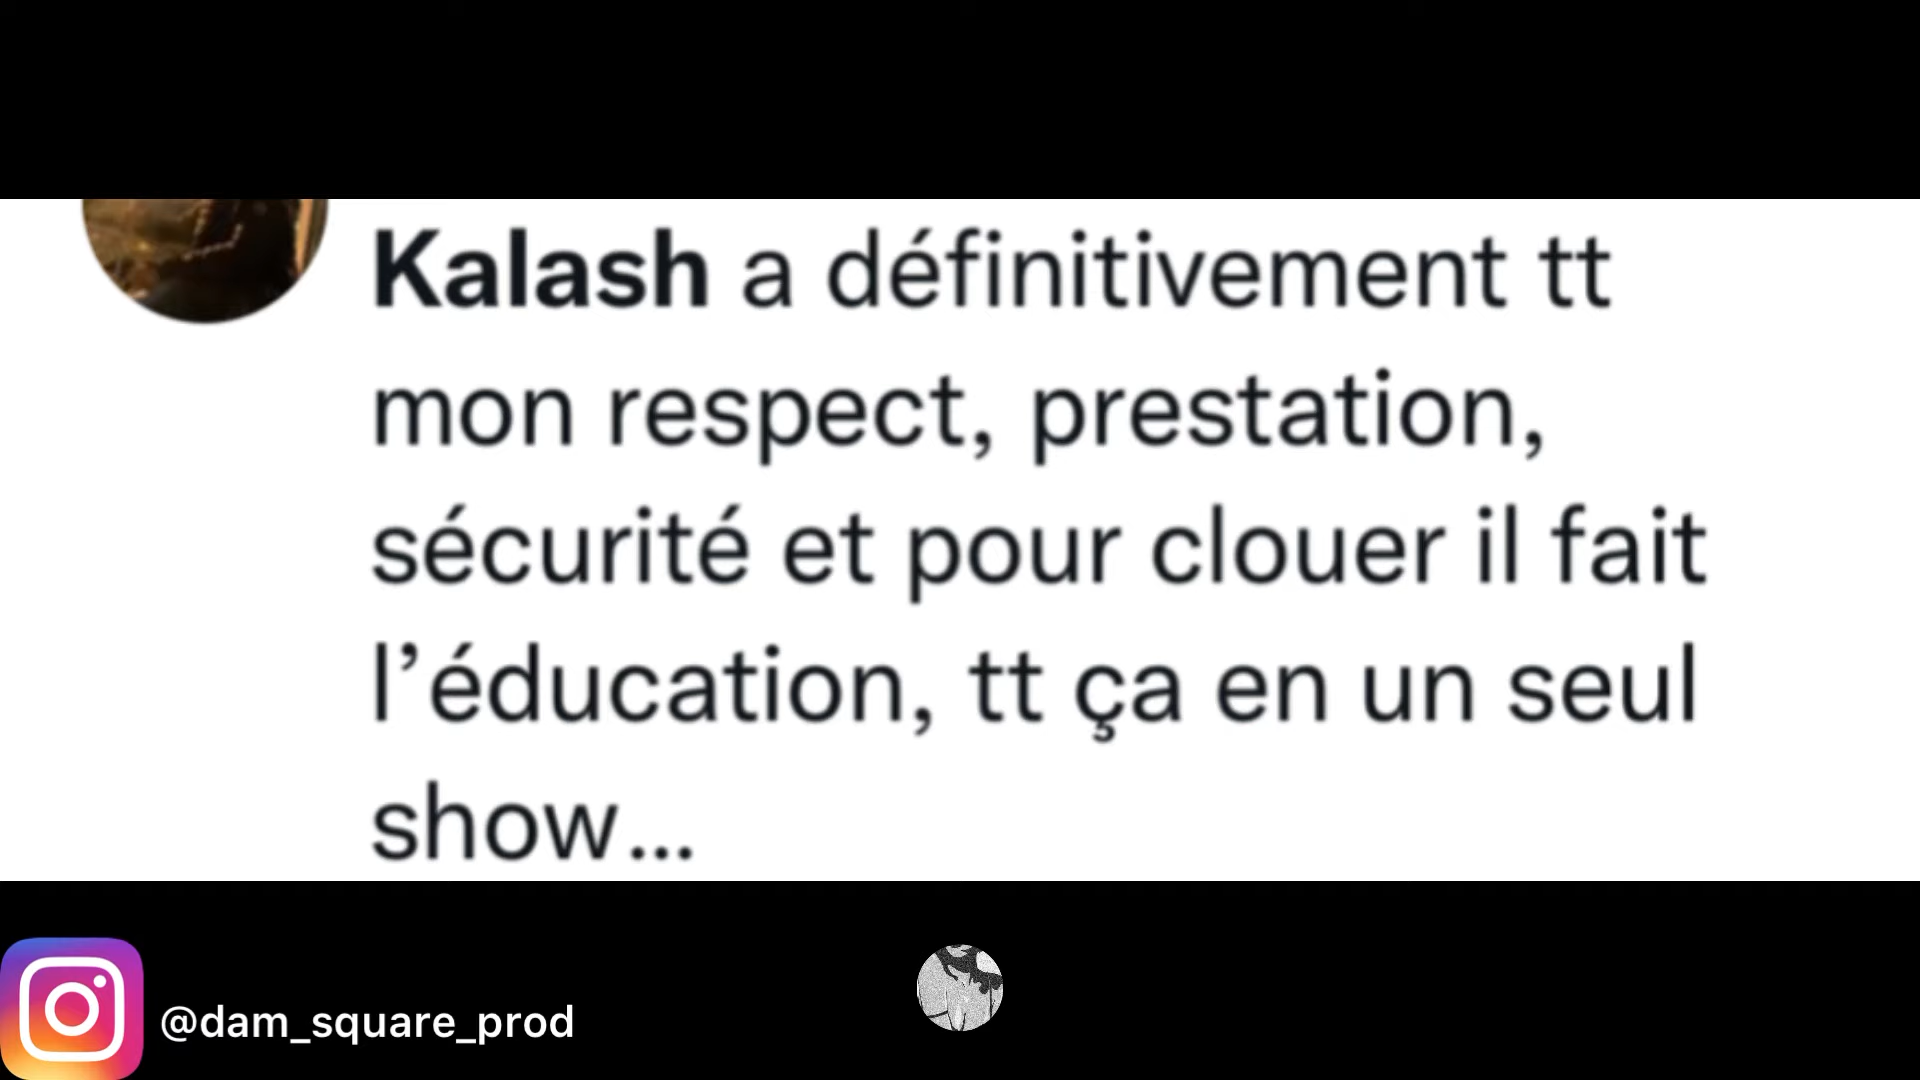 Kalash a définitivement tt
mon respect, prestation,
sécurité et pour clouer il fait
l’éducation, tt ça en un seul
show...
@dam_square_prod